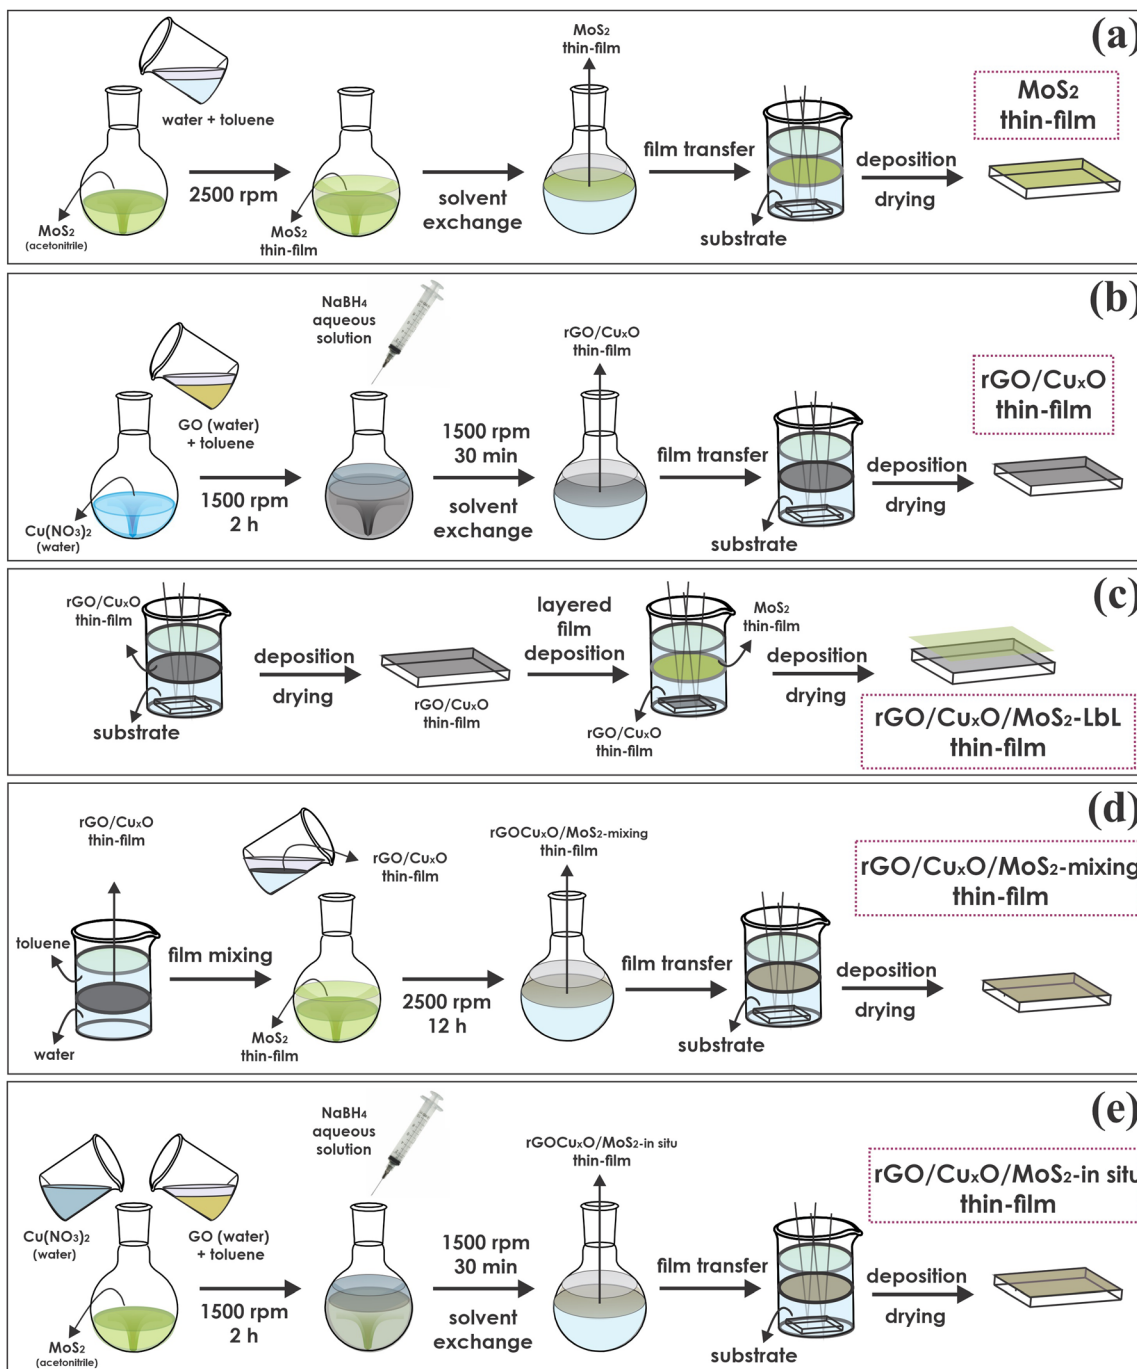 (a)
water + toluene
MoS₂
(acetonitrile)
2500 rpm
MoS₂
thin-film
solvent
exchange
MoS₂
thin-film
film transfer
substrate
deposition
drying
MoS₂
thin-film
(b)
Cu(NO₃)₂
(water)
GO (water)
+ toluene
1500 rpm
2 h
NaBH₄
aqueous
solution
1500 rpm
30 min
solvent
exchange
rGO/CuₓO
thin-film
film transfer
substrate
deposition
drying
rGO/CuₓO
thin-film
(c)
rGO/CuₓO
thin-film
substrate
deposition
drying
rGO/CuₓO
thin-film
layered
film
deposition
MoS₂
thin-film
rGO/CuₓO
thin-film
deposition
drying
rGO/CuₓO/MoS₂-LbL
thin-film
(d)
rGO/CuₓO
thin-film
toluene
water
film mixing
rGO/CuₓO
thin-film
MoS₂
thin-film
2500 rpm
12 h
rGOCuₓO/MoS₂-mixing
thin-film
film transfer
substrate
deposition
drying
rGO/CuₓO/MoS₂-mixing
thin-film
(e)
Cu(NO₃)₂
(water)
GO (water)
+ toluene
MoS₂
(acetonitrile)
1500 rpm
2 h
NaBH₄
aqueous
solution
1500 rpm
30 min
solvent
exchange
rGOCuₓO/MoS₂-in situ
thin-film
film transfer
substrate
deposition
drying
rGO/CuₓO/MoS₂-in situ
thin-film